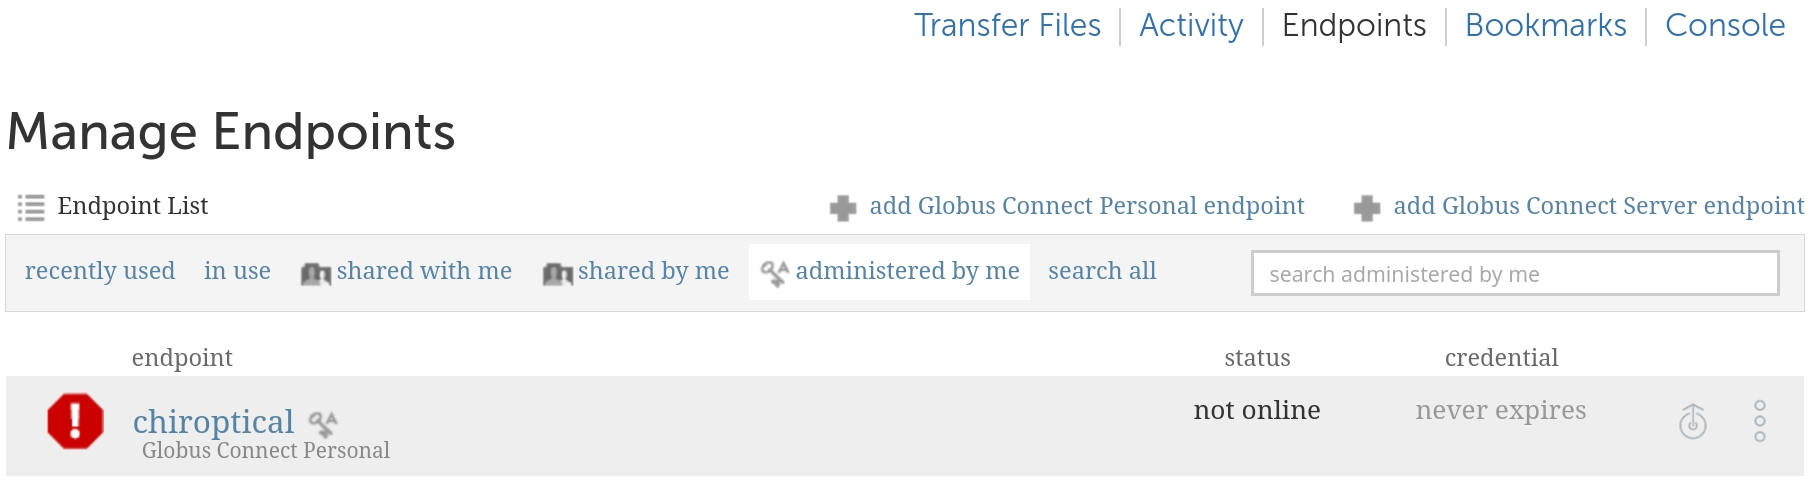 Transfer Files Activity Endpoints Bookmarks Console
Manage Endpoints
Endpoint List add Globus Connect Personal endpoint add Globus Connect Server endpoint
recently used in use shared with me shared by me administered by me search all search administered by me
endpoint status credential
chiroptical not online never expires
Globus Connect Personal